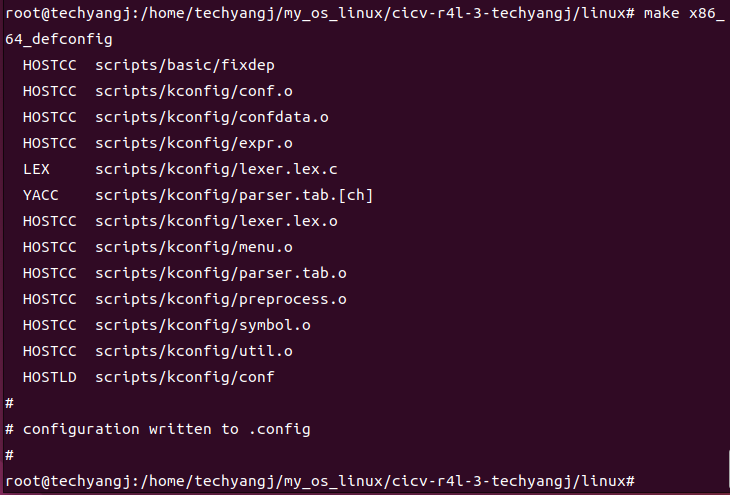 root@techyangj:/home/techyangj/my_os_linux/cicv-r4l-3-techyangj/linux# make x86_
64_defconfig
  HOSTCC  scripts/basic/fixdep
  HOSTCC  scripts/kconfig/conf.o
  HOSTCC  scripts/kconfig/confdata.o
  HOSTCC  scripts/kconfig/expr.o
  LEX     scripts/kconfig/lexer.lex.c
  YACC    scripts/kconfig/parser.tab.[ch]
  HOSTCC  scripts/kconfig/lexer.lex.o
  HOSTCC  scripts/kconfig/menu.o
  HOSTCC  scripts/kconfig/parser.tab.o
  HOSTCC  scripts/kconfig/preprocess.o
  HOSTCC  scripts/kconfig/symbol.o
  HOSTCC  scripts/kconfig/util.o
  HOSTLD  scripts/kconfig/conf
#
# configuration written to .config
#
root@techyangj:/home/techyangj/my_os_linux/cicv-r4l-3-techyangj/linux#